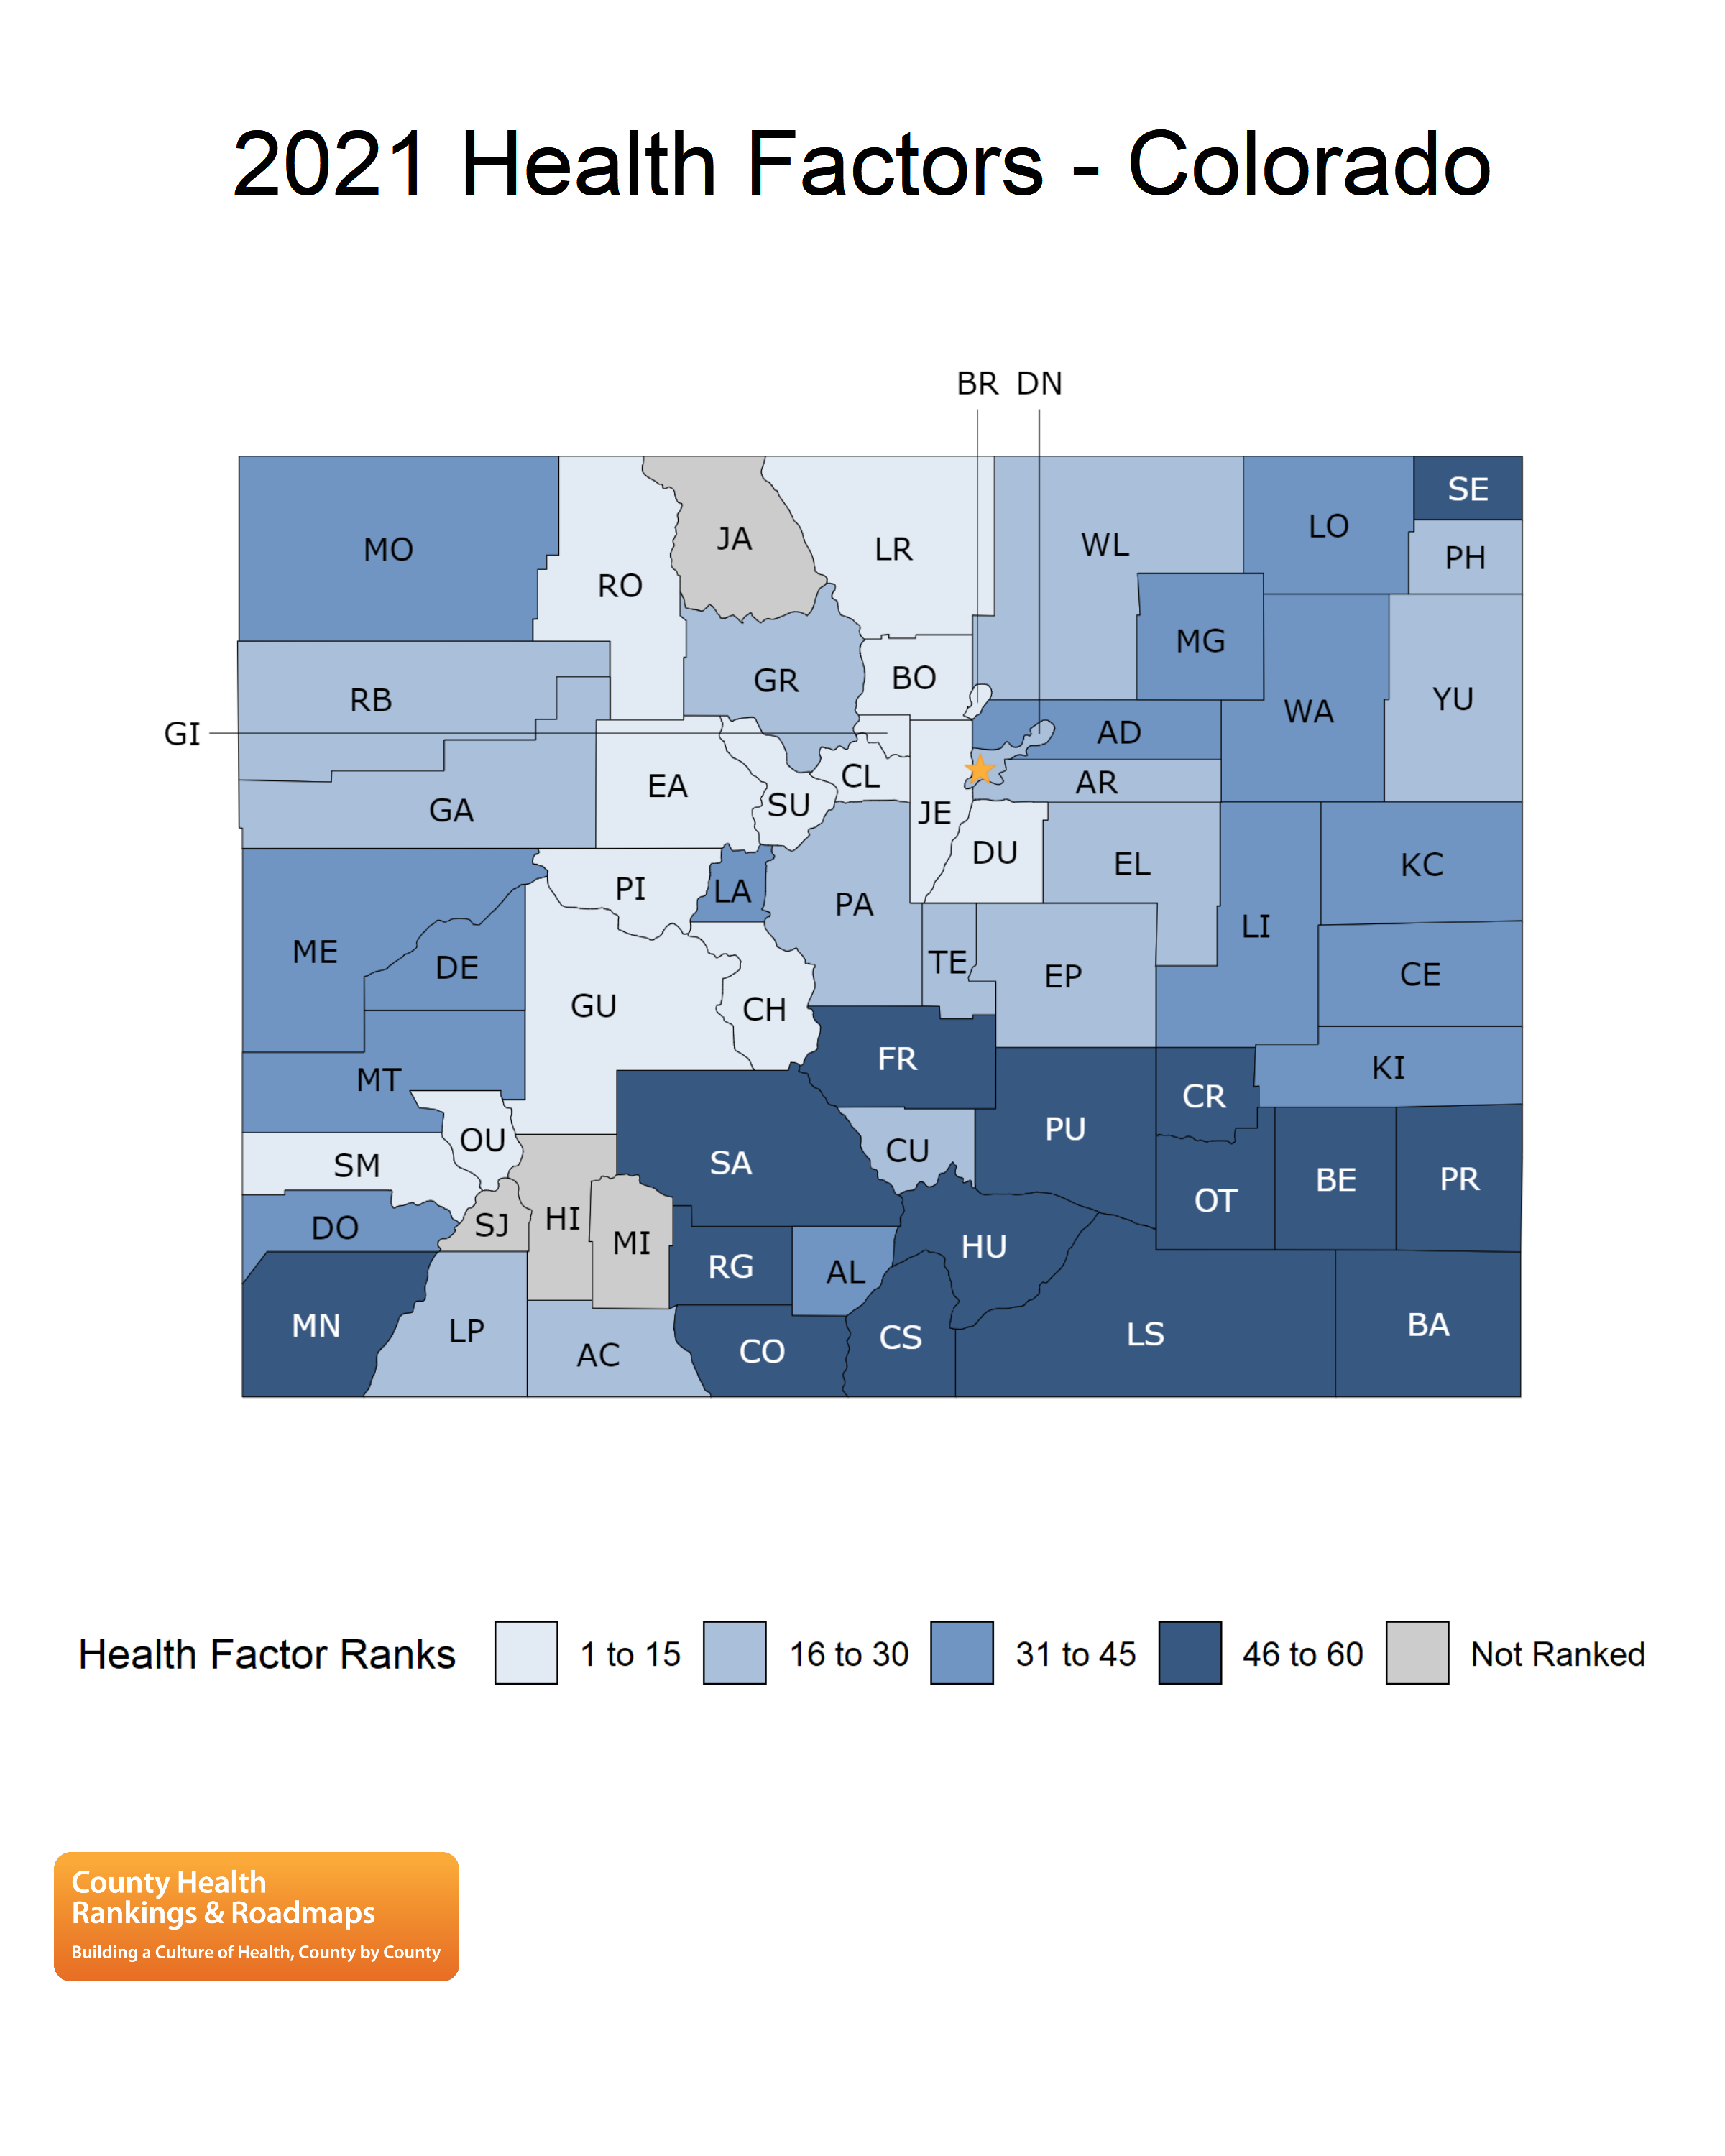 2021 Health Factors - Colorado
BR DN
SE
LO
WL
LR
JA
MO
PH
RO
MG
BO
GR
RB
YU
WA
GI
AD
CL
AR
EA
SU
GA
JE
DU
EL
KC
PI
LA
PA
LI
ME
DE
TE
EP
CE
GU
CH
FR
KI
MT
CR
PU
OU
CU
SM
SA
BE
PR
OT
DO
SJ
HI
MI
HU
RG
AL
MN
LP
AC
CO
CS
LS
BA
Health Factor Ranks 1 to 15 16 to 30 31 to 45 46 to 60 Not Ranked
County Health
Rankings & Roadmaps
Building a Culture of Health, County by County